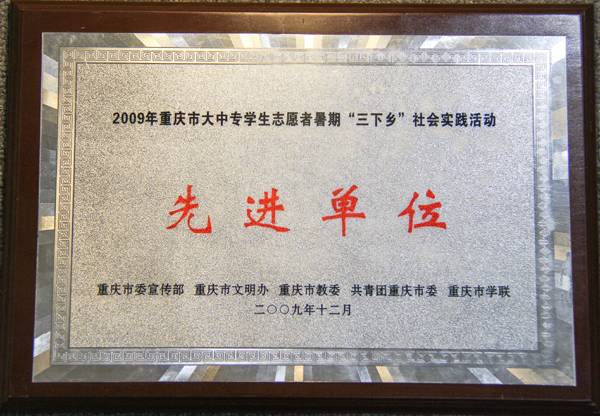 2009年重庆市大中专学生志愿者暑期“三下乡”社会实践活动
先进单位
重庆市委宣传部 重庆市文明办 重庆市教委 共青团重庆市委 重庆市学联
二〇〇九年十二月